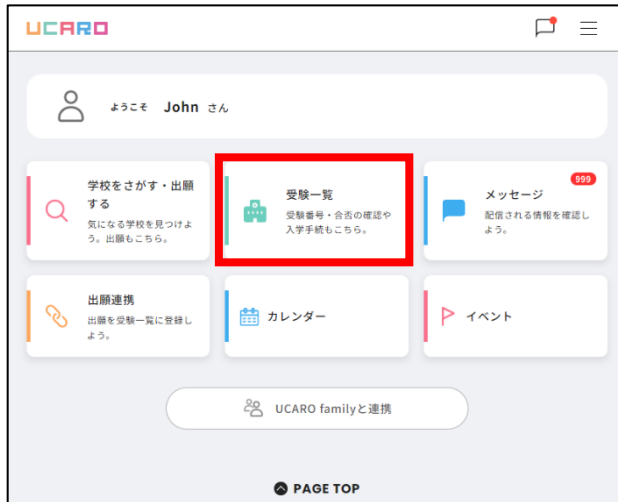 UCARO
ようこそ John さん
学校をさがす・出願
する
気になる学校を見つけよ
う。出願もこちら。
受験一覧
受験番号・合否の確認や
入学手続もこちら。
999
メッセージ
配信される情報を確認し
よう。
出願連携
出願を受験一覧に登録し
よう。
カレンダー
イベント
UCARO familyと連携
PAGE TOP